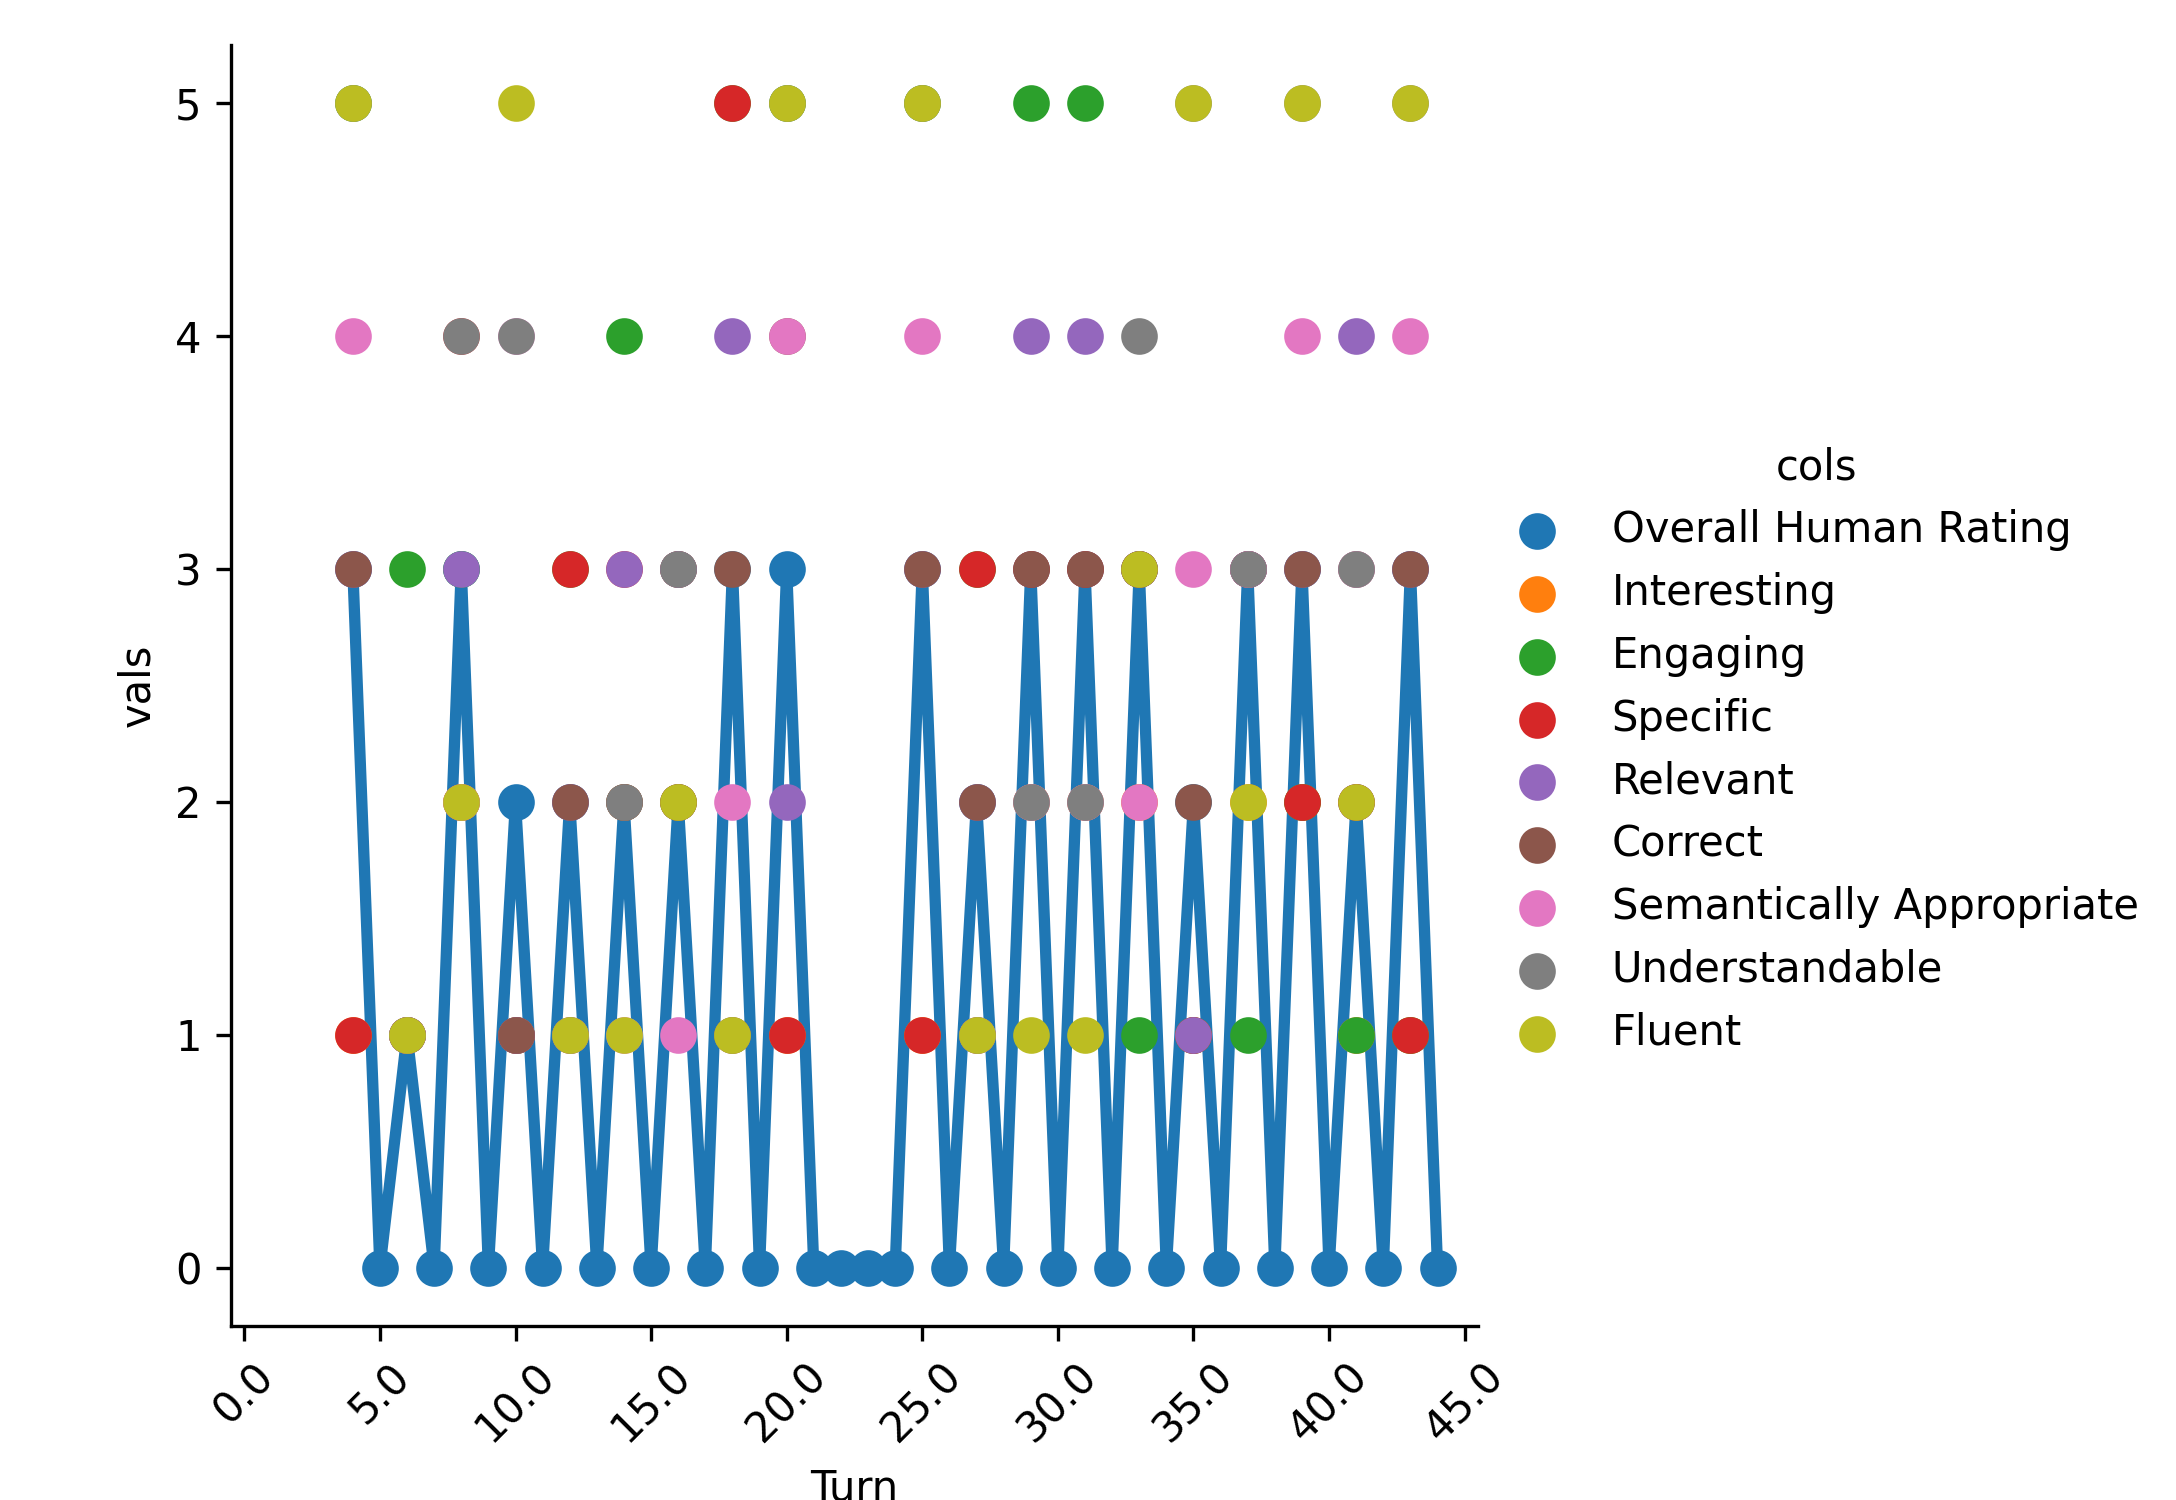 5
4
3
2
1
0
vals
0.0
5.0
10.0
15.0
20.0
25.0
30.0
35.0
40.0
45.0
Turn
cols
Overall Human Rating
Interesting
Engaging
Specific
Relevant
Correct
Semantically Appropriate
Understandable
Fluent